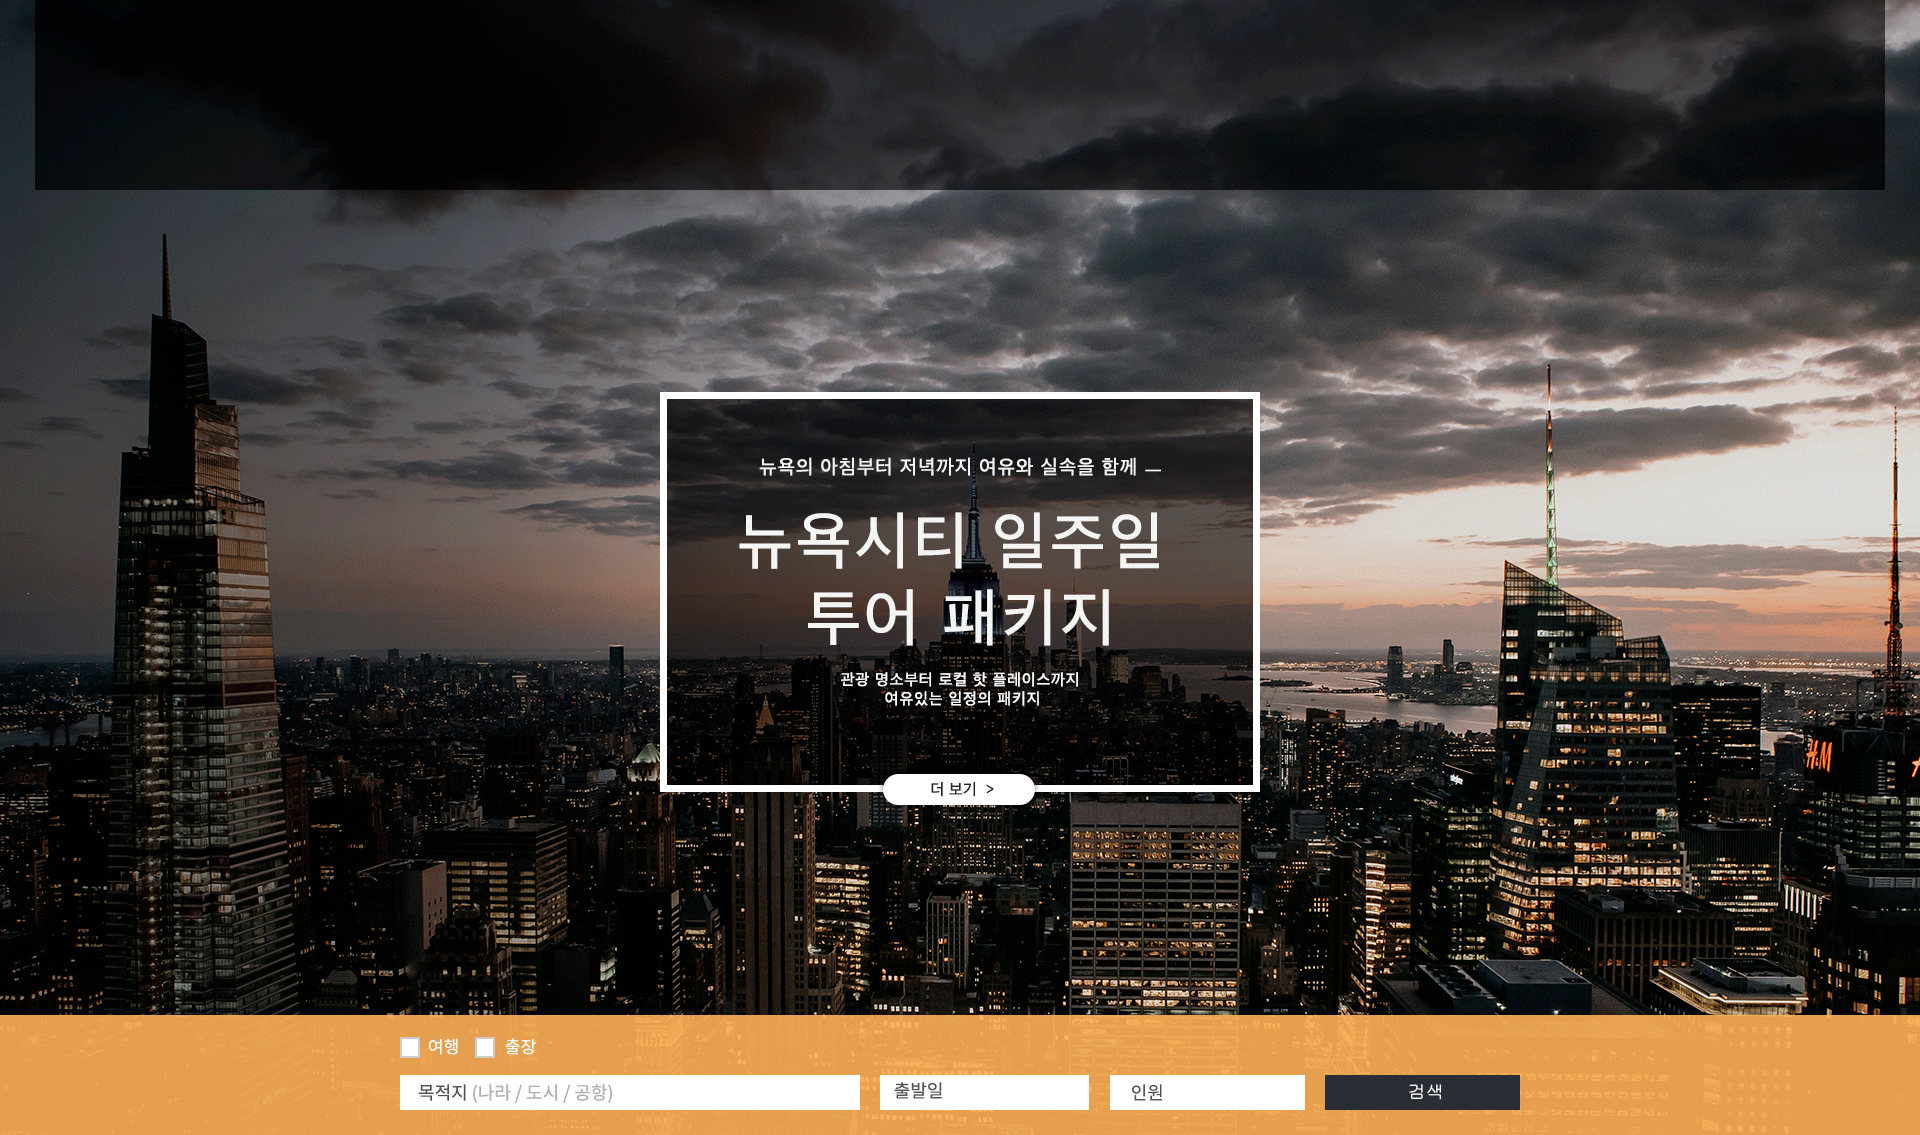 뉴욕의 아침부터 저녁까지 여유와 실속을 함께 —
뉴욕시티 일주일
투어 패키지
관광 명소부터 로컬 핫 플레이스까지
여유있는 일정의 패키지
더 보기 >
H&M
여행 출장
목적지 (나라 / 도시 / 공항) 출발일 인원 검색